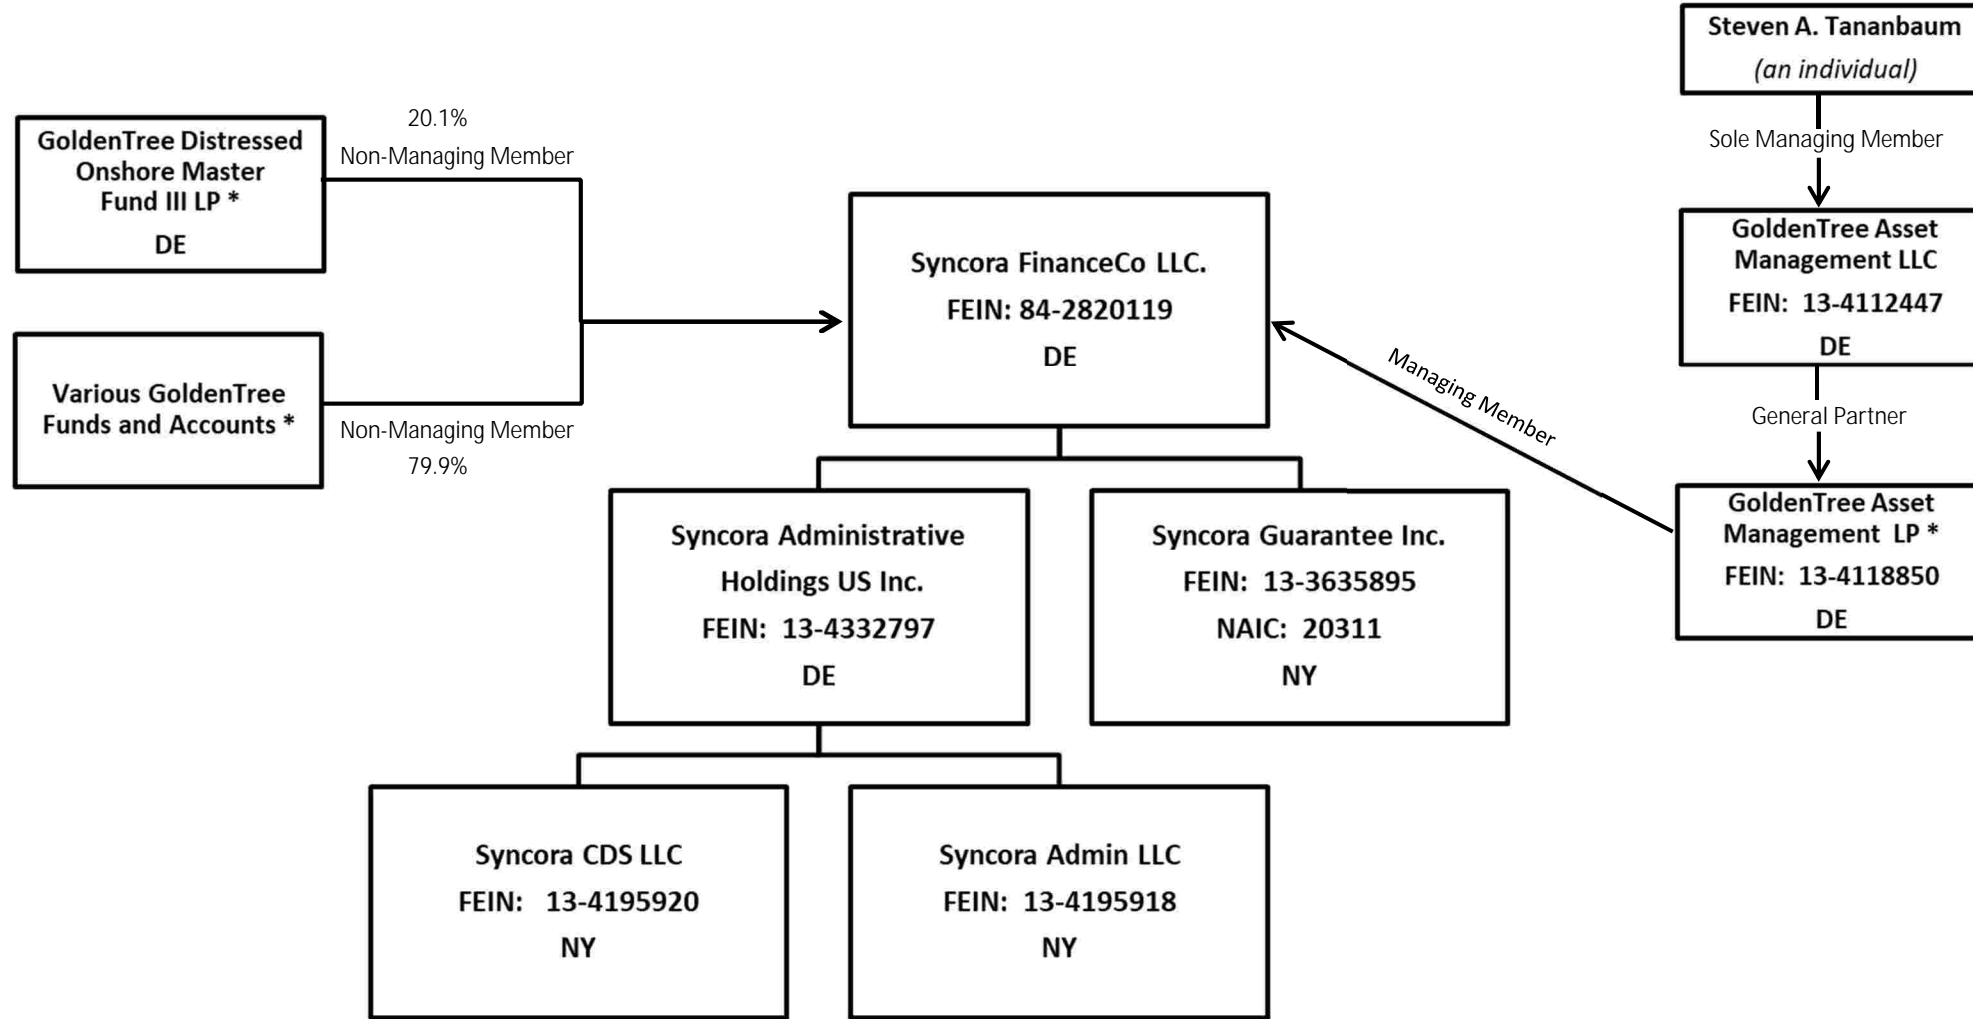 Steven A. Tananbaum
(an individual)
Sole Managing Member
GoldenTree Asset
Management LLC
FEIN: 13-4112447
DE
General Partner
GoldenTree Asset
Management LP *
FEIN: 13-4118850
DE
Managing Member
GoldenTree Distressed
Onshore Master
Fund III LP *
DE
20.1%
Non-Managing Member
Various GoldenTree
Funds and Accounts *
Non-Managing Member
79.9%
Syncora FinanceCo LLC.
FEIN: 84-2820119
DE
Syncora Administrative
Holdings US Inc.
FEIN: 13-4332797
DE
Syncora Guarantee Inc.
FEIN: 13-3635895
NAIC: 20311
NY
Syncora CDS LLC
FEIN: 13-4195920
NY
Syncora Admin LLC
FEIN: 13-4195918
NY